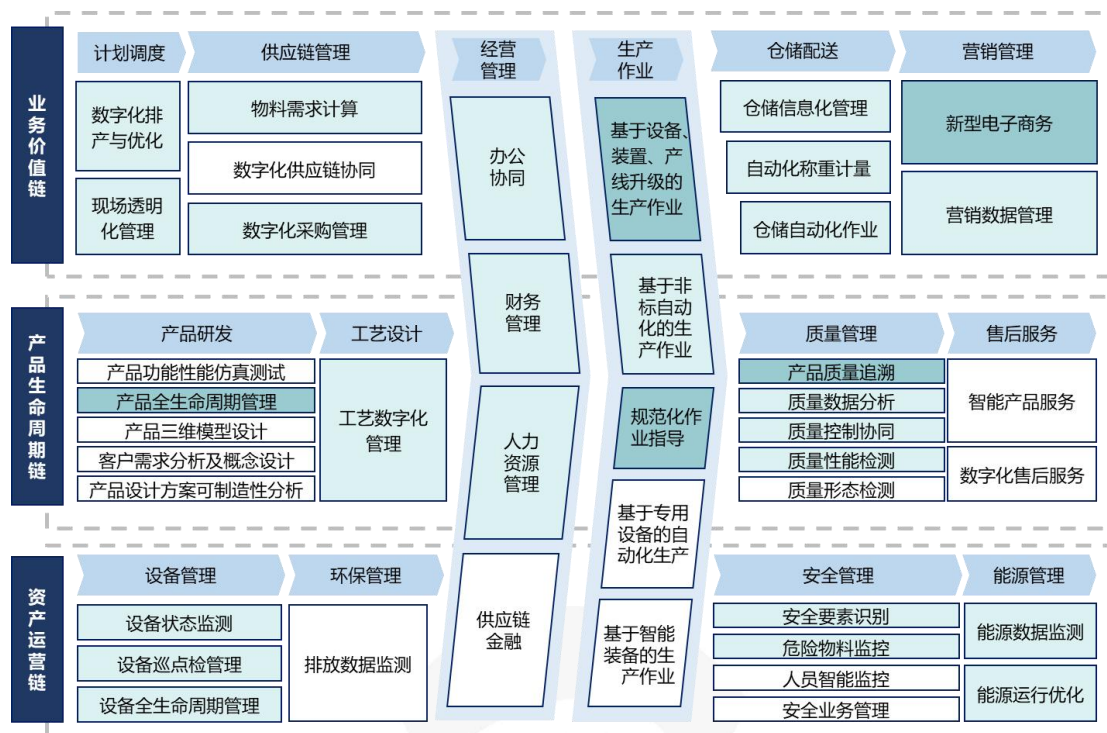 业务价值链
计划调度
数字化排
产与优化
现场透明
化管理
供应链管理
物料需求计算
数字化供应链协同
数字化采购管理
经营
管理
办公
协同
财务
管理
人力
资源
管理
供应链
金融
生产
作业
基于设备、
装置、产
线升级的
生产作业
基于非
标自动
化的生
产作业
规范化作
业指导
基于专用
设备的自
动化生产
基于智能
装备的生
产作业
仓储配送
仓储信息化管理
自动化称重计量
仓储自动化作业
营销管理
新型电子商务
营销数据管理
产品生命周期链
产品研发
产品功能性能仿真测试
产品全生命周期管理
产品三维模型设计
客户需求分析及概念设计
产品设计方案可制造性分析
工艺设计
工艺数字化
管理
质量管理
产品质量追溯
质量数据分析
质量控制协同
质量性能检测
质量形态检测
售后服务
智能产品服务
数字化售后服务
资产运营链
设备管理
设备状态监测
设备巡点检管理
设备全生命周期管理
环保管理
排放数据监测
安全管理
安全要素识别
危险物料监控
人员智能监控
安全业务管理
能源管理
能源数据监测
能源运行优化